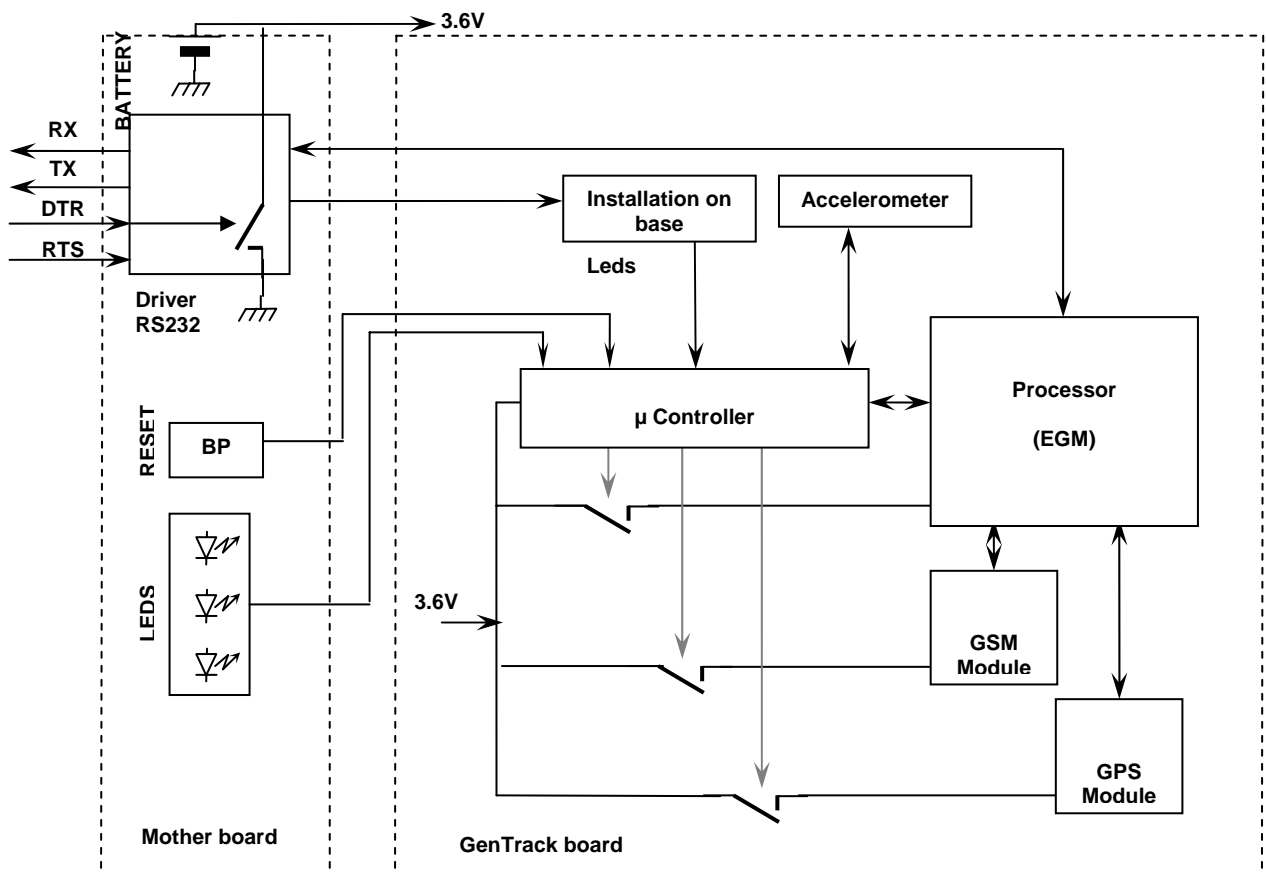 3.6V
BATTERY
RX
TX
DTR
RTS
Driver
RS232
Installation on
base
Accelerometer
Leds
RESET
BP
µ Controller
Processor
(EGM)
LEDS
3.6V
GSM
Module
GPS
Module
Mother board
GenTrack board